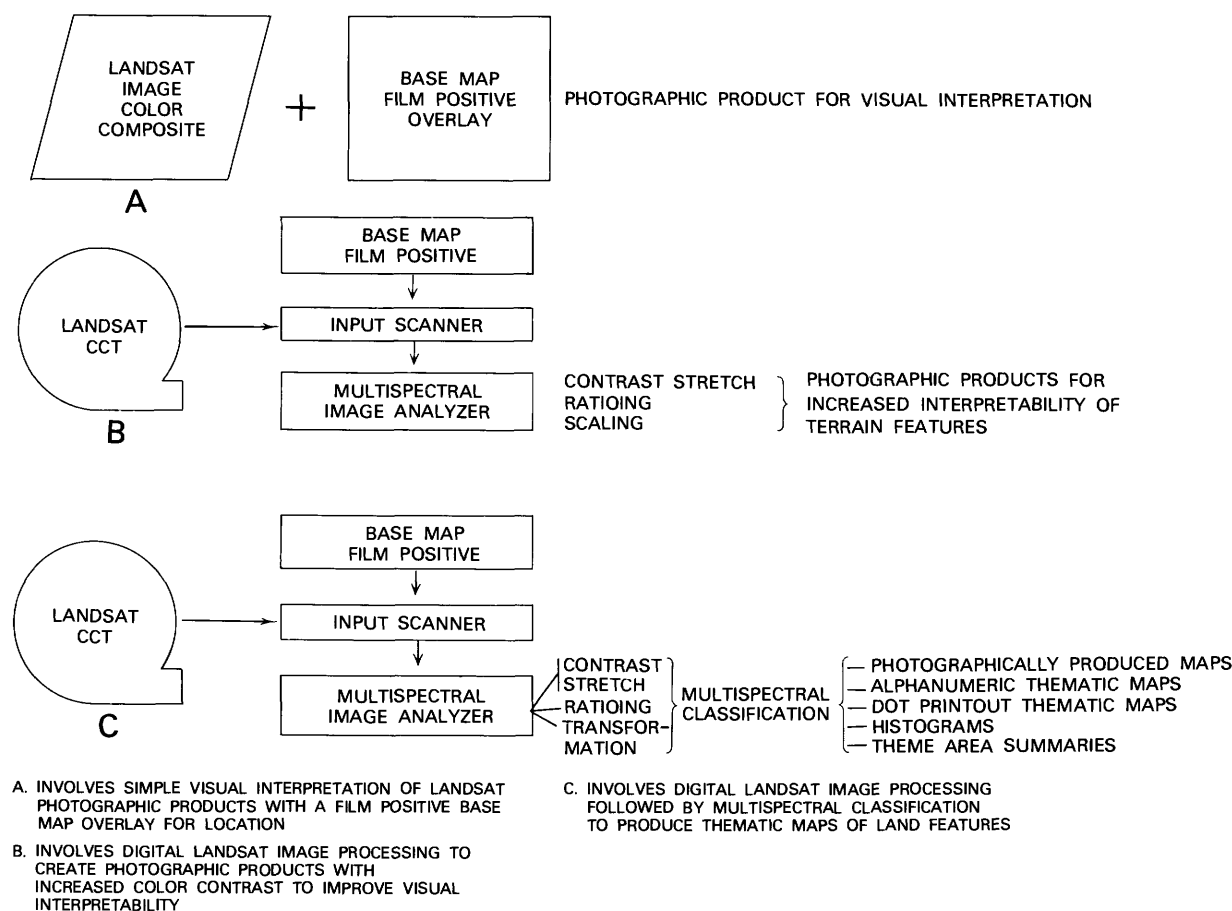 LANDSAT
IMAGE
COLOR
COMPOSITE
+
BASE MAP
FILM POSITIVE
OVERLAY
PHOTOGRAPHIC PRODUCT FOR VISUAL INTERPRETATION
A
BASE MAP
FILM POSITIVE
LANDSAT
CCT
INPUT SCANNER
MULTISPECTRAL
IMAGE ANALYZER
CONTRAST STRETCH
RATIOING
SCALING
PHOTOGRAPHIC PRODUCTS FOR
INCREASED INTERPRETABILITY OF
TERRAIN FEATURES
B
BASE MAP
FILM POSITIVE
LANDSAT
CCT
INPUT SCANNER
MULTISPECTRAL
IMAGE ANALYZER
CONTRAST
STRETCH
RATIOING
TRANSFOR-
MATION
MULTISPECTRAL
CLASSIFICATION
PHOTOGRAPHICALLY PRODUCED MAPS
ALPHANUMERIC THEMATIC MAPS
DOT PRINTOUT THEMATIC MAPS
HISTOGRAMS
THEME AREA SUMMARIES
C
A. INVOLVES SIMPLE VISUAL INTERPRETATION OF LANDSAT
PHOTOGRAPHIC PRODUCTS WITH A FILM POSITIVE BASE
MAP OVERLAY FOR LOCATION
B. INVOLVES DIGITAL LANDSAT IMAGE PROCESSING TO
CREATE PHOTOGRAPHIC PRODUCTS WITH
INCREASED COLOR CONTRAST TO IMPROVE VISUAL
INTERPRETABILITY
C. INVOLVES DIGITAL LANDSAT IMAGE PROCESSING
FOLLOWED BY MULTISPECTRAL CLASSIFICATION
TO PRODUCE THEMATIC MAPS OF LAND FEATURES